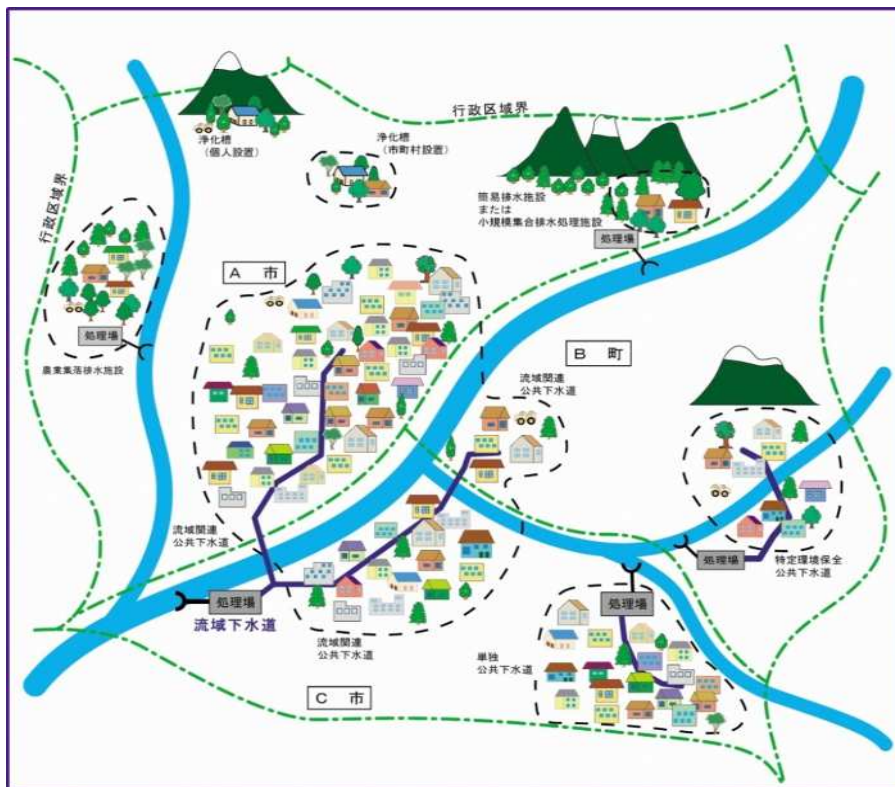 行政区域界
浄化槽
(個人設置)
浄化槽
(市町村設置)
行政区域界
簡易排水施設
または
小規模集合排水処理施設
処理場
A 市
処理場
農業集落排水施設
B 町
流域関連
公共下水道
流域関連
公共下水道
処理場
特定環境保全
公共下水道
処理場
流域下水道
処理場
流域関連
公共下水道
単独
公共下水道
C 市